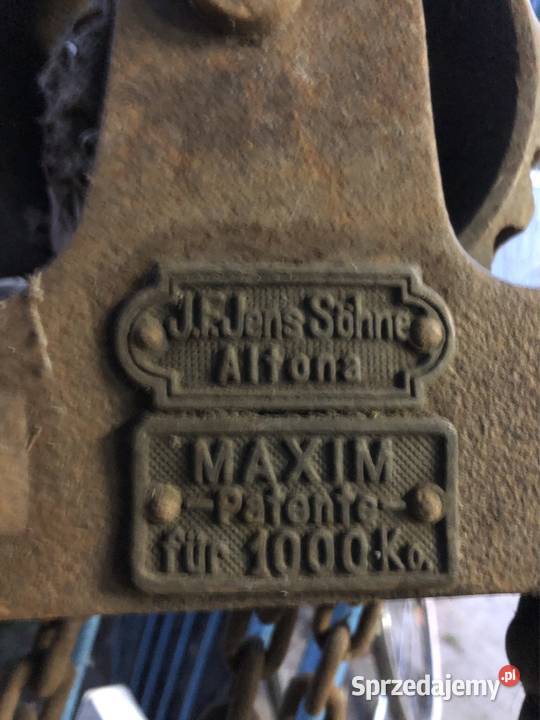 J.F.Jens Söhne
Altona
MAXIM
-Patente-
für 1000 Ko.
Sprzedajemy.pl